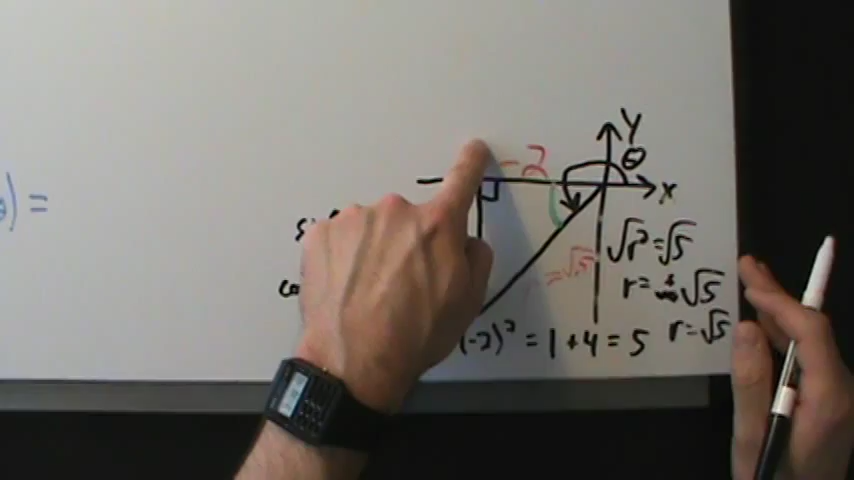 ) =
Y
-2
θ
x
√r² = √5
= √5
r = ± √5
(-2)² = 1 + 4 = 5
r = √5